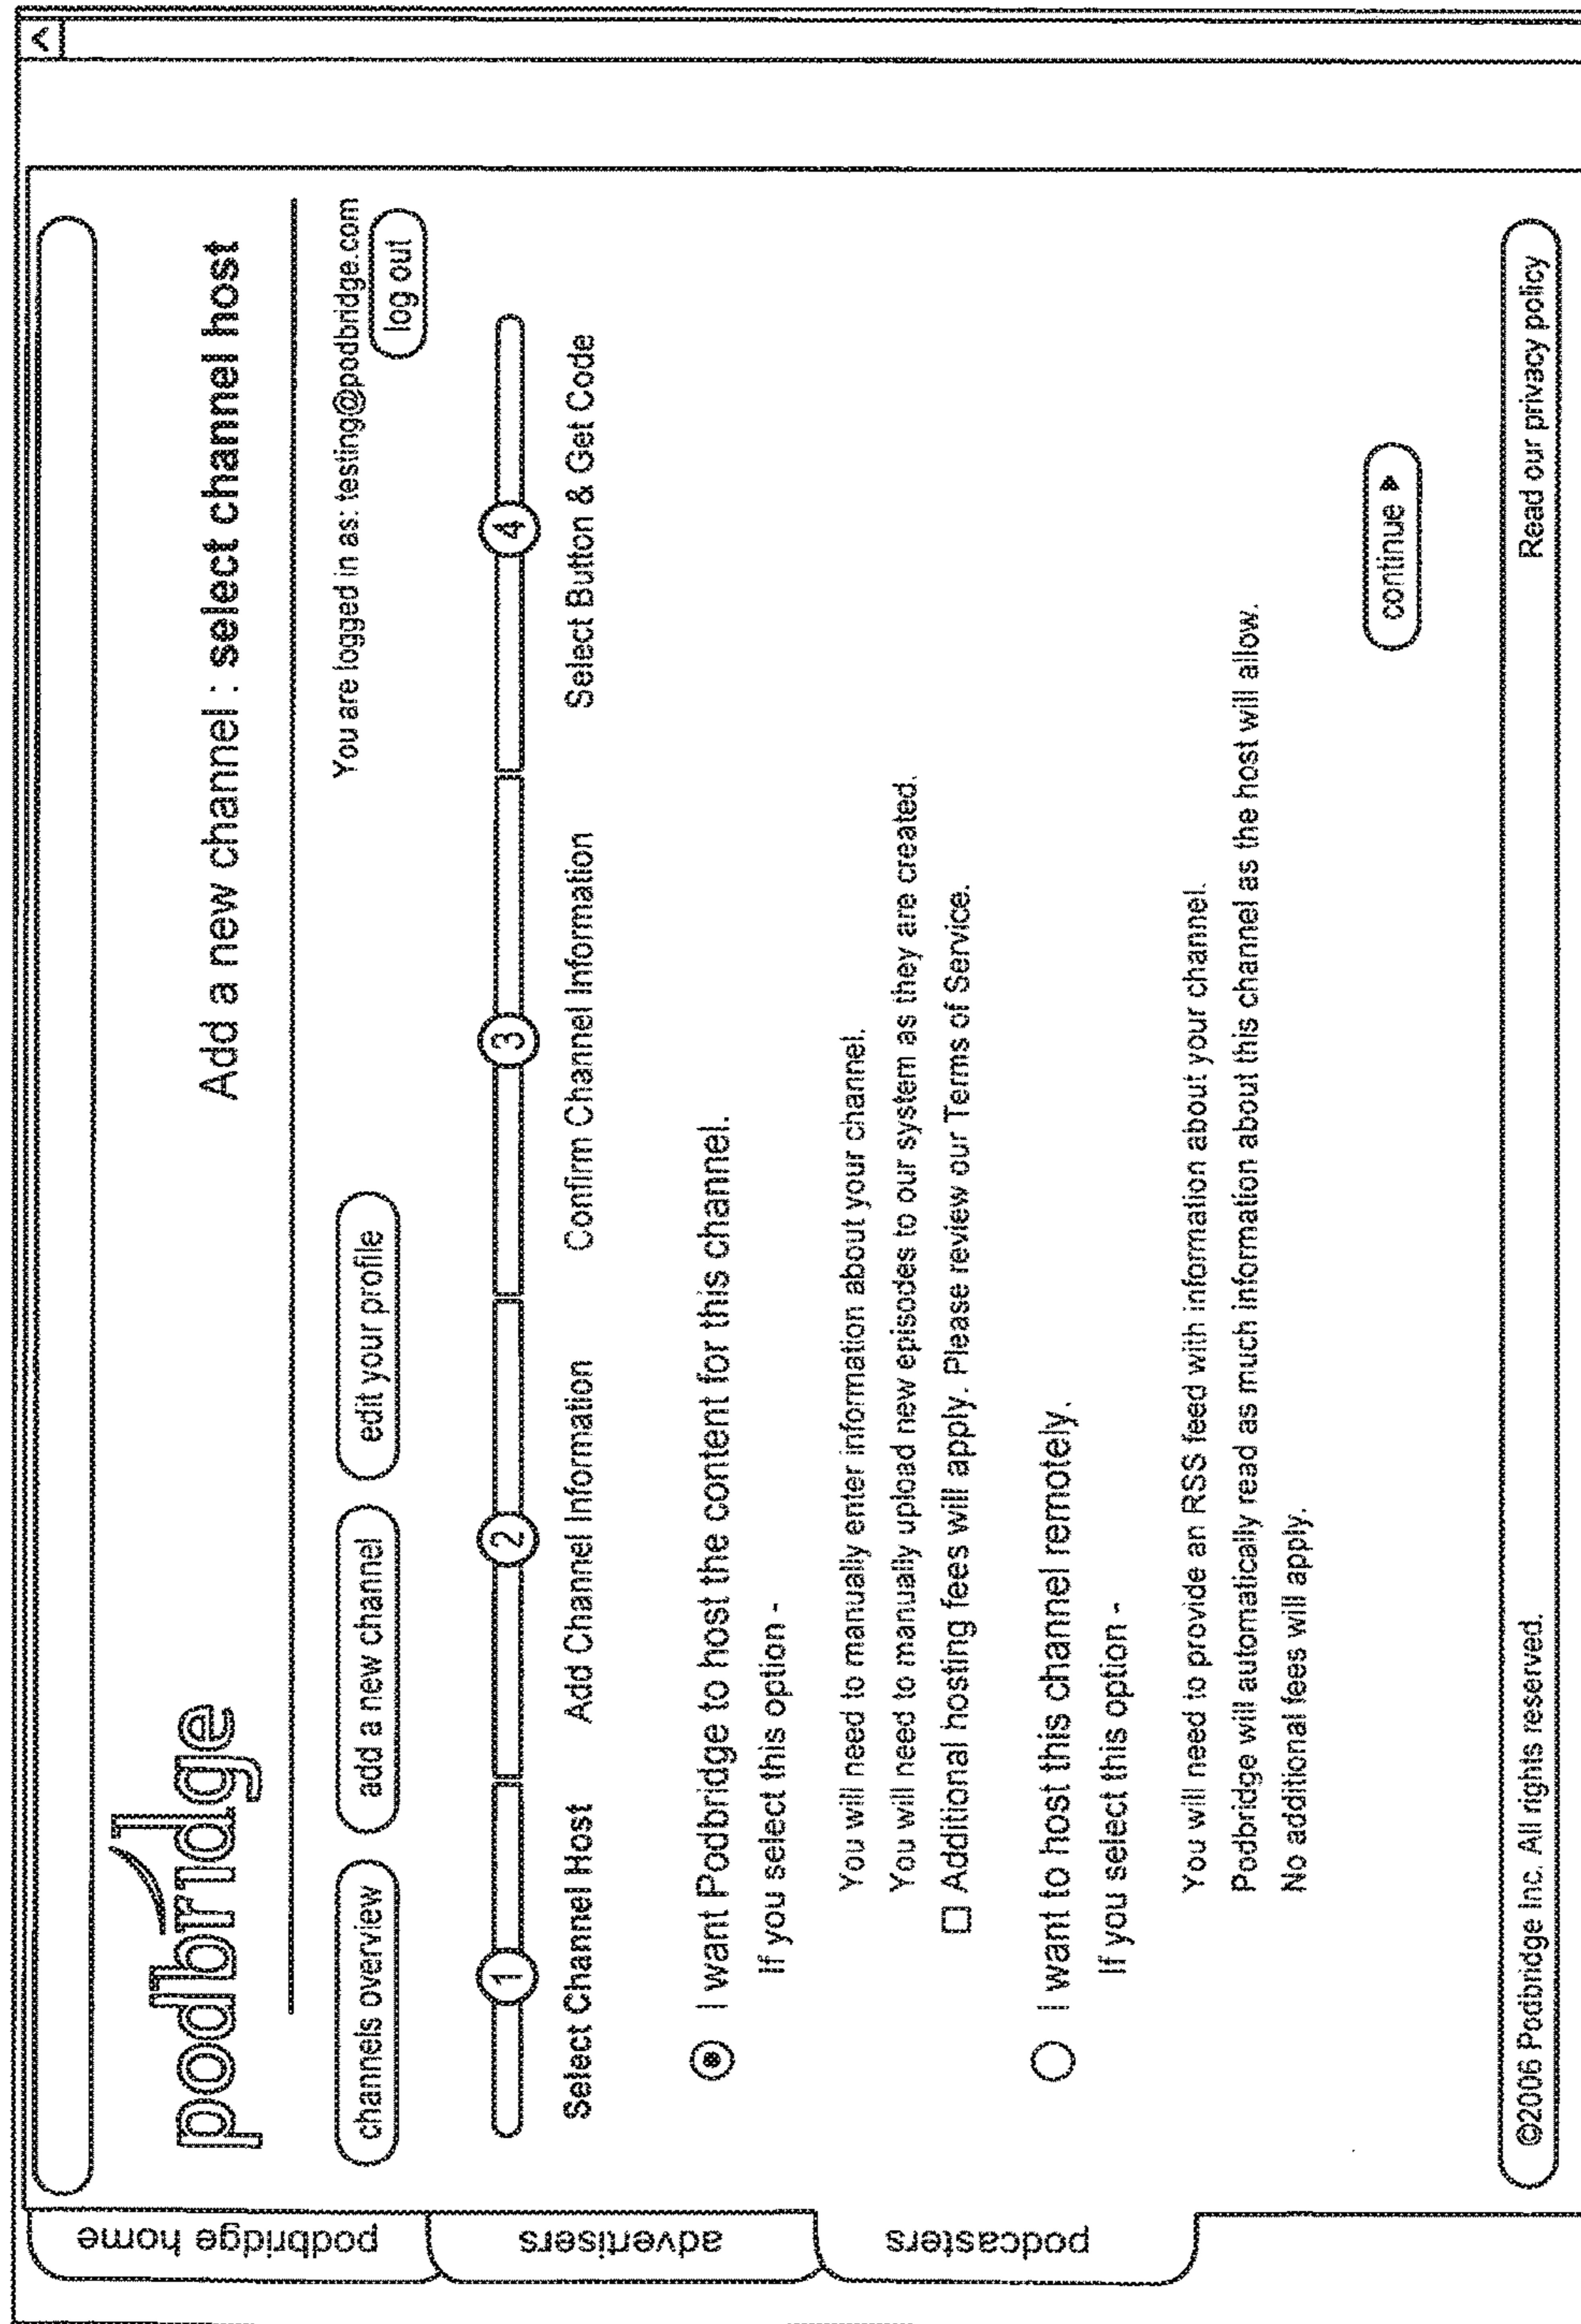 podbridge
Add a new channel : select channel host
channels overview
add a new channel
edit your profile
You are logged in as: testing@podbridge.com
log out
1
2
3
4
Select Channel Host
Add Channel Information
Confirm Channel Information
Select Button & Get Code
I want Podbridge to host the content for this channel.
If you select this option -
You will need to manually enter information about your channel.
You will need to manually upload new episodes to our system as they are created.
Additional hosting fees will apply. Please review our Terms of Service.
I want to host this channel remotely.
If you select this option -
You will need to provide an RSS feed with information about your channel.
Podbridge will automatically read as much information about this channel as the host will allow.
No additional fees will apply.
continue
©2006 Podbridge Inc. All rights reserved.
Read our privacy policy
podbridge home
advertisers
podcasters